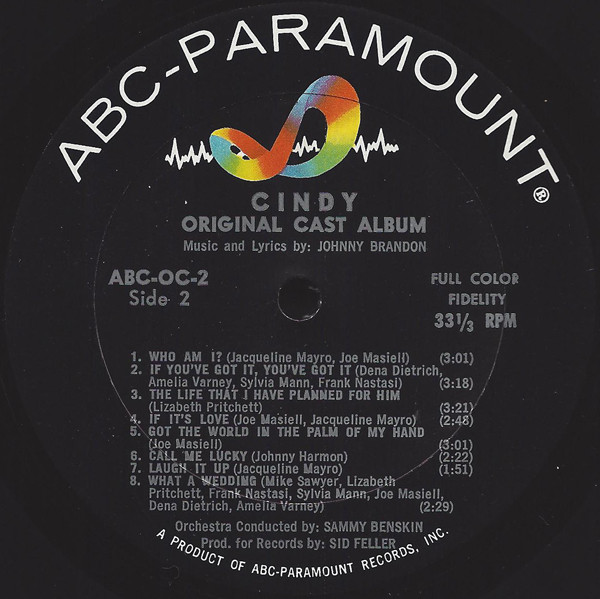 ABC-PARAMOUNT®
CINDY
ORIGINAL CAST ALBUM
Music and Lyrics by: JOHNNY BRANDON
ABC-OC-2
Side 2
FULL COLOR
FIDELITY
33⅓ RPM
1. WHO AM I? (Jacqueline Mayro, Joe Masiell) (3:01)
2. IF YOU'VE GOT IT, YOU'VE GOT IT (Dena Dietrich,
Amelia Varney, Sylvia Mann, Frank Nastasi) (3:18)
3. THE LIFE THAT I HAVE PLANNED FOR HIM
(Lizabeth Pritchett) (3:21)
4. IF IT'S LOVE (Joe Masiell, Jacqueline Mayro) (2:48)
5. GOT THE WORLD IN THE PALM OF MY HAND
(Joe Masiell) (3:01)
6. CALL ME LUCKY (Johnny Harmon) (2:22)
7. LAUGH IT UP (Jacqueline Mayro) (1:51)
8. WHAT A WEDDING (Mike Sawyer, Lizabeth
Pritchett, Frank Nastasi, Sylvia Mann, Joe Masiell,
Dena Dietrich, Amelia Varney) (2:29)
Orchestra Conducted by: SAMMY BENSKIN
Prod. for Records by: SID FELLER
A PRODUCT OF ABC-PARAMOUNT RECORDS, INC.